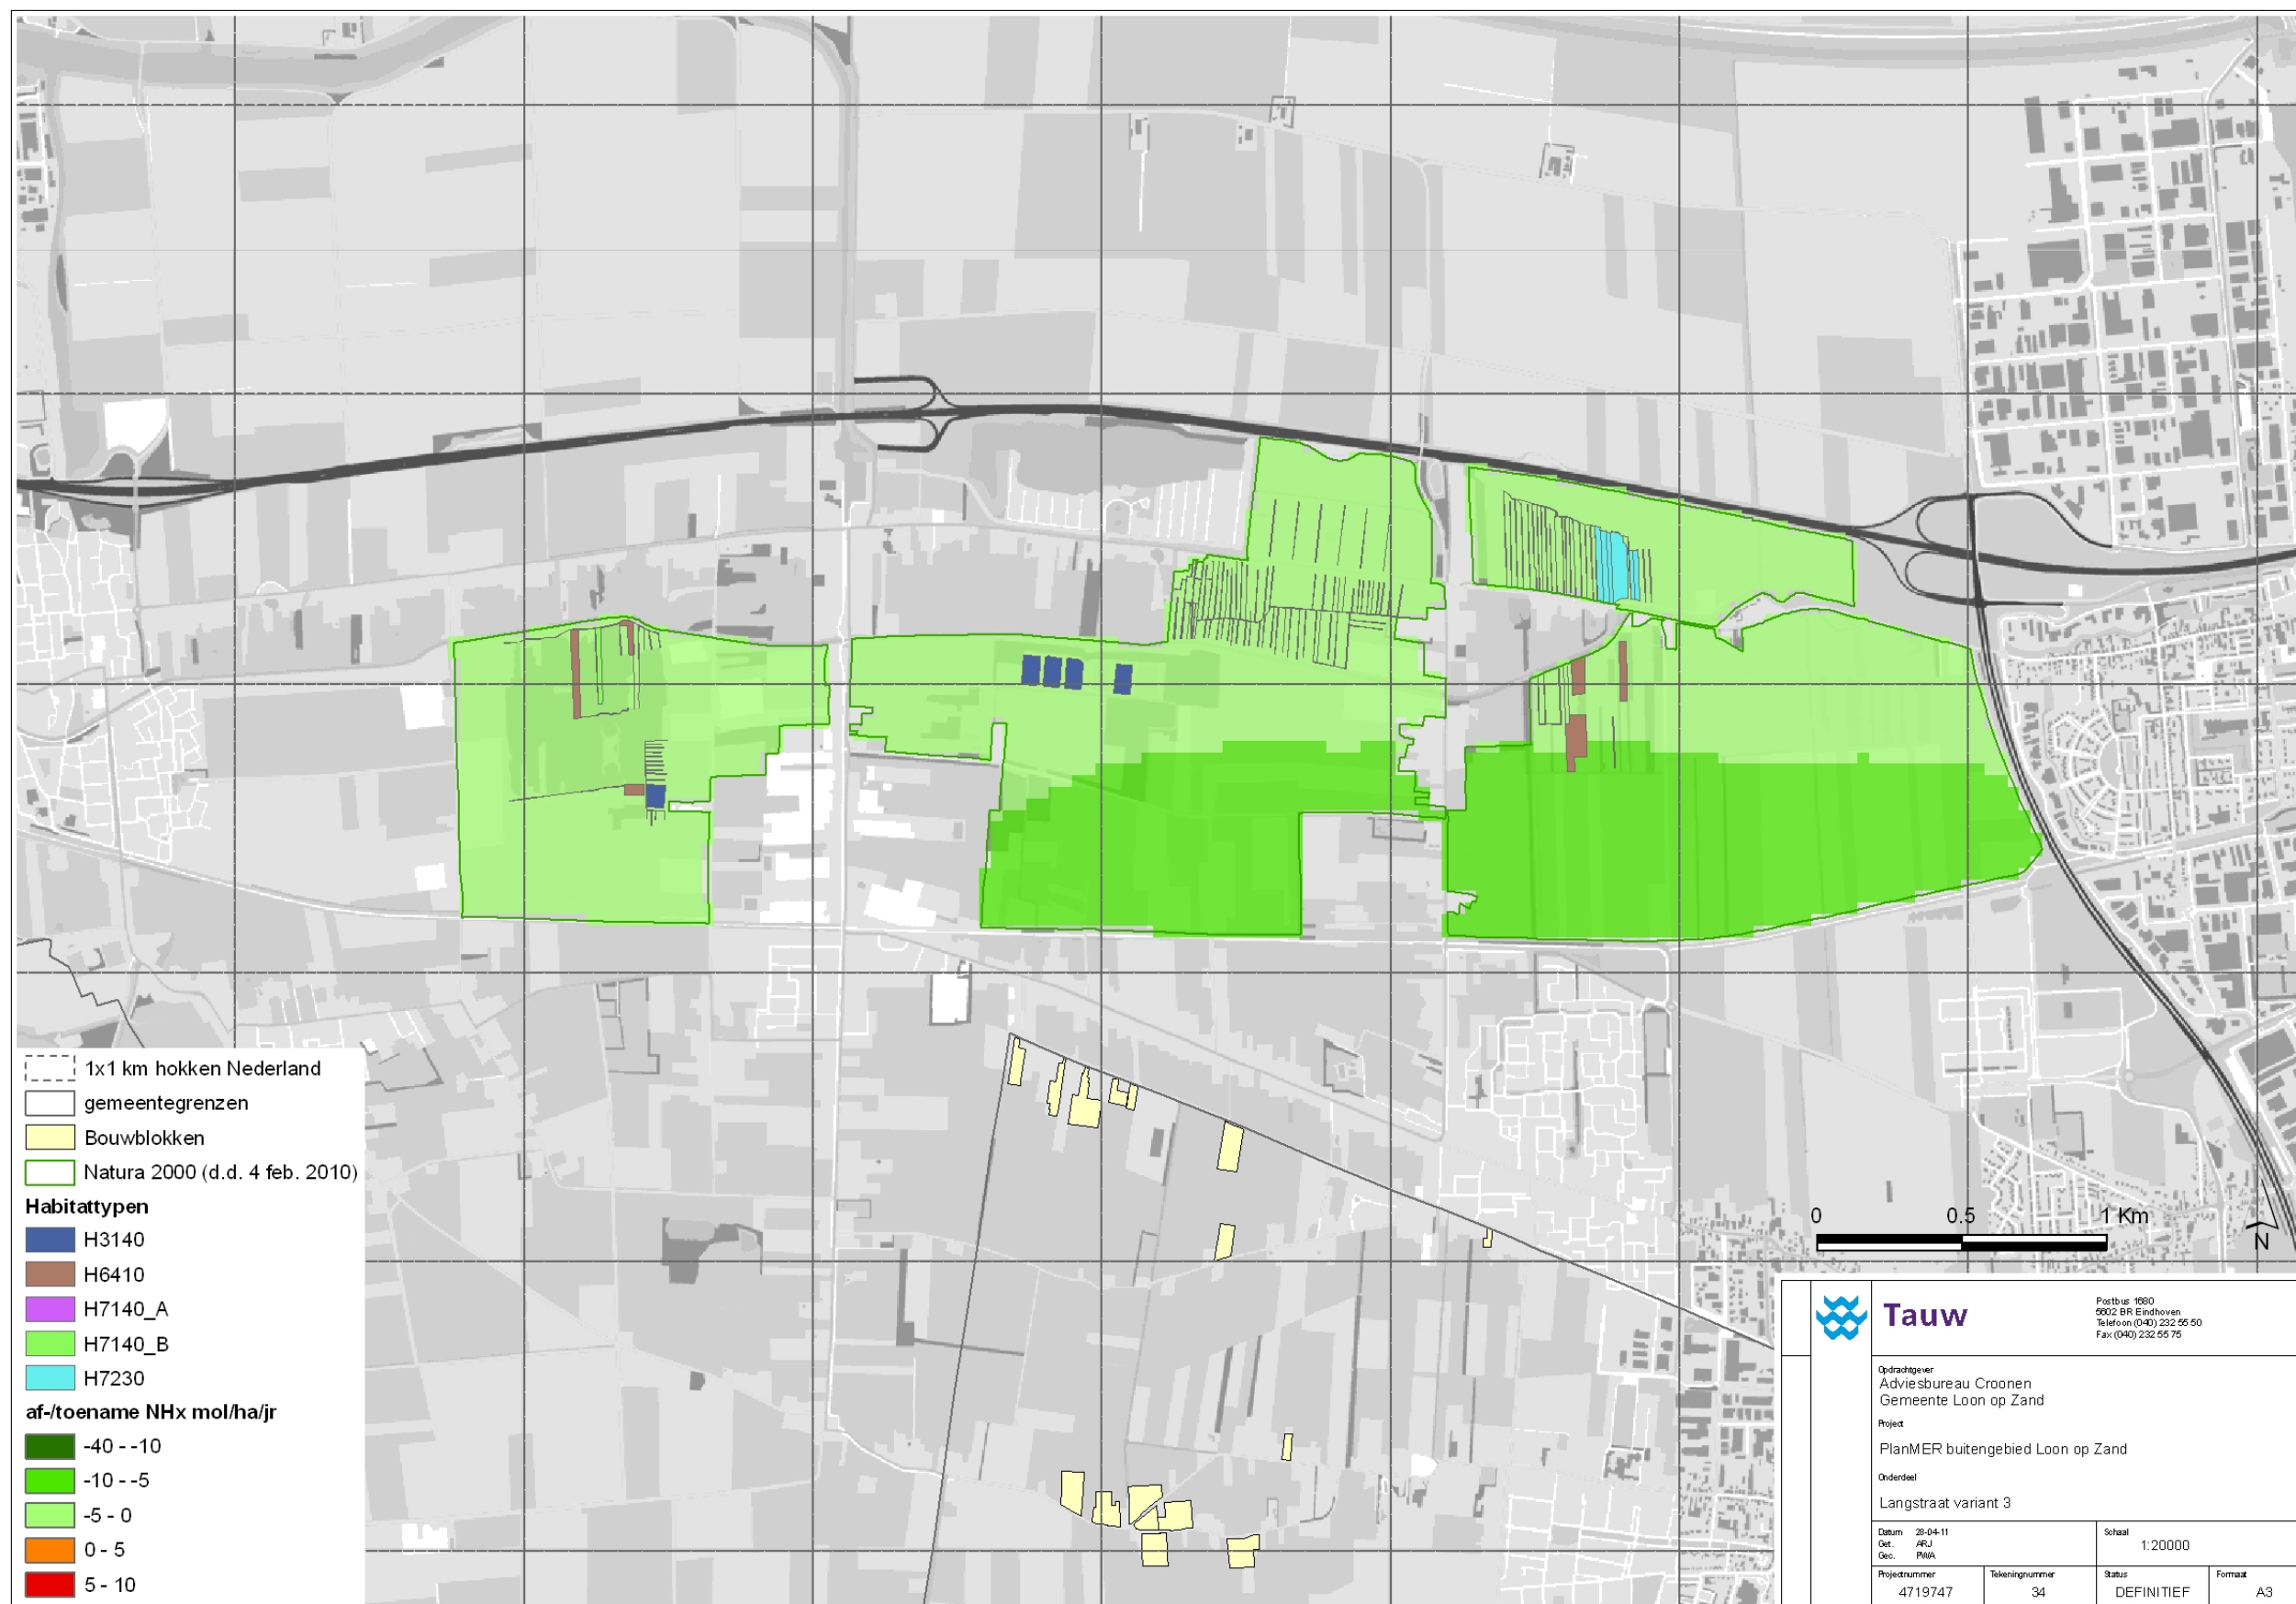 1x1 km hokken Nederland
gemeentegrenzen
Bouwblokken
Natura 2000 (d.d. 4 feb. 2010)
Habitattypen
H3140
H6410
H7140_A
H7140_B
H7230
af-/toename NHx mol/ha/jr
-40 - -10
-10 - -5
-5 - 0
0 - 5
5 - 10
0 0.5 1 Km
N
Tauw
Postbus 1680
5602 BR Eindhoven
Telefoon (040) 232 55 50
Fax (040) 232 55 75
Opdrachtgever
Adviesbureau Croonen
Gemeente Loon op Zand
Project
PlanMER buitengebied Loon op Zand
Onderdeel
Langstraat variant 3
Datum 28-04-11
Get. ARJ
Gec. PWA
Schaal
1:20000
Projectnummer
4719747
Tekeningnummer
34
Status
DEFINITIEF
Formaat
A3